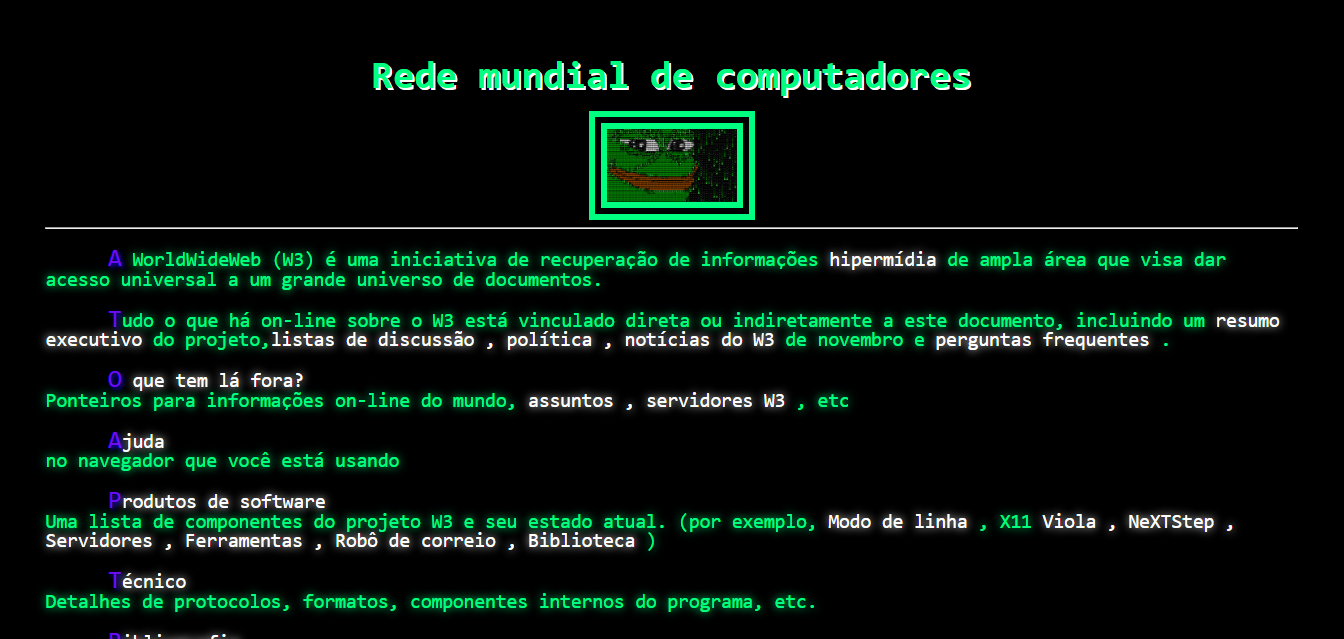 Rede mundial de computadores
A WorldWideWeb (W3) é uma iniciativa de recuperação de informações hipermídia de ampla área que visa dar
acesso universal a um grande universo de documentos.
Tudo o que há on-line sobre o W3 está vinculado direta ou indiretamente a este documento, incluindo um resumo
executivo do projeto,listas de discussão , política , notícias do W3 de novembro e perguntas frequentes .
O que tem lá fora?
Ponteiros para informações on-line do mundo, assuntos , servidores W3 , etc
Ajuda
no navegador que você está usando
Produtos de software
Uma lista de componentes do projeto W3 e seu estado atual. (por exemplo, Modo de linha , X11 Viola , NeXTStep ,
Servidores , Ferramentas , Robô de correio , Biblioteca )
Técnico
Detalhes de protocolos, formatos, componentes internos do programa, etc.